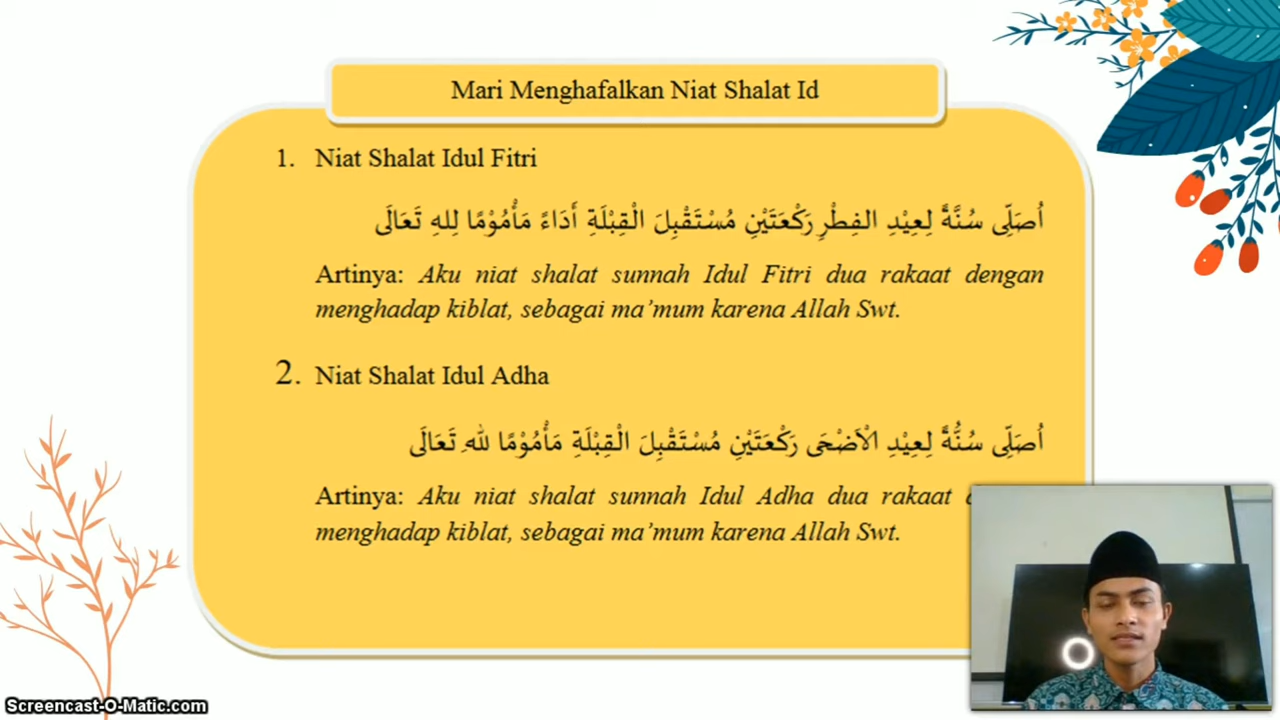 Mari Menghafalkan Niat Shalat Id
1. Niat Shalat Idul Fitri
اُصَلِّى سُنَّةً لِعِيْدِ الفِطْرِ رَكْعَتَيْنِ مُسْتَقْبِلَ الْقِبْلَةِ أَدَاءً مَأْمُوْمًا لِلهِ تَعَالَى
Artinya: Aku niat shalat sunnah Idul Fitri dua rakaat dengan
menghadap kiblat, sebagai ma’mum karena Allah Swt.
2. Niat Shalat Idul Adha
اُصَلِّى سُنَُّةً لِعِيْدِ الْاَضْحَى رَكْعَتَيْنِ مُسْتَقْبِلَ الْقِبْلَةِ مَأْمُوْمًا لله تَعَالَى
Artinya: Aku niat shalat sunnah Idul Adha dua rakaat
menghadap kiblat, sebagai ma’mum karena Allah Swt.
Screencast-O-Matic.com